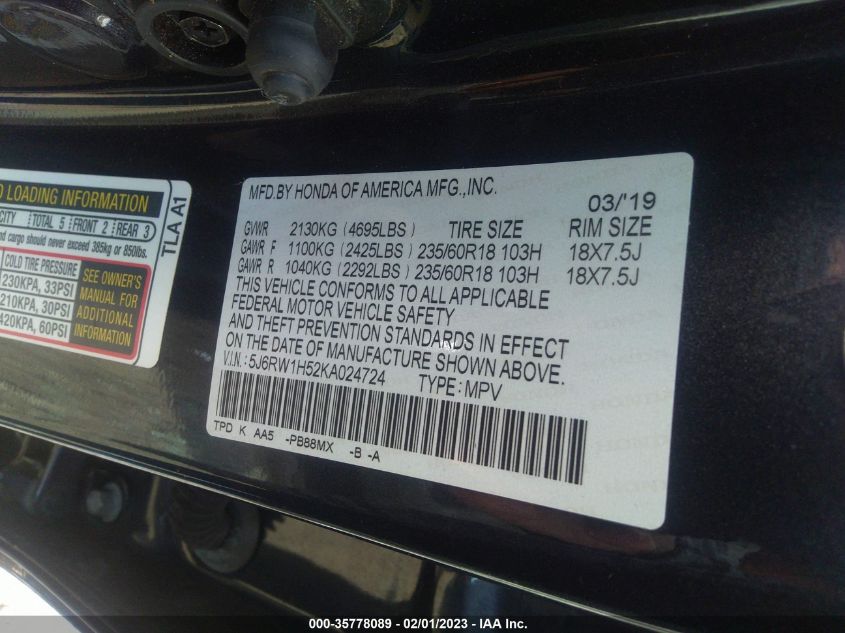 LOADING INFORMATION
TOTAL 5 FRONT 2 REAR 3
and cargo should never exceed 385kg or 850lbs.
COLD TIRE PRESSURE
230KPA, 33PSI
210KPA, 30PSI
420KPA, 60PSI
SEE OWNER'S
MANUAL FOR
ADDITIONAL
INFORMATION
TLA A1
MFD.BY HONDA OF AMERICA MFG.,INC.
03/'19
GVWR 2130KG (4695LBS) TIRE SIZE RIM SIZE
GAWR F 1100KG (2425LBS) 235/60R18 103H 18X7.5J
GAWR R 1040KG (2292LBS) 235/60R18 103H 18X7.5J
THIS VEHICLE CONFORMS TO ALL APPLICABLE
FEDERAL MOTOR VEHICLE SAFETY
AND THEFT PREVENTION STANDARDS IN EFFECT
ON THE DATE OF MANUFACTURE SHOWN ABOVE.
V.I.N.: 5J6RW1H52KA024724 TYPE: MPV
TPD K AA5 -PB88MX -B -A
000-35778089 - 02/01/2023 - IAA Inc.